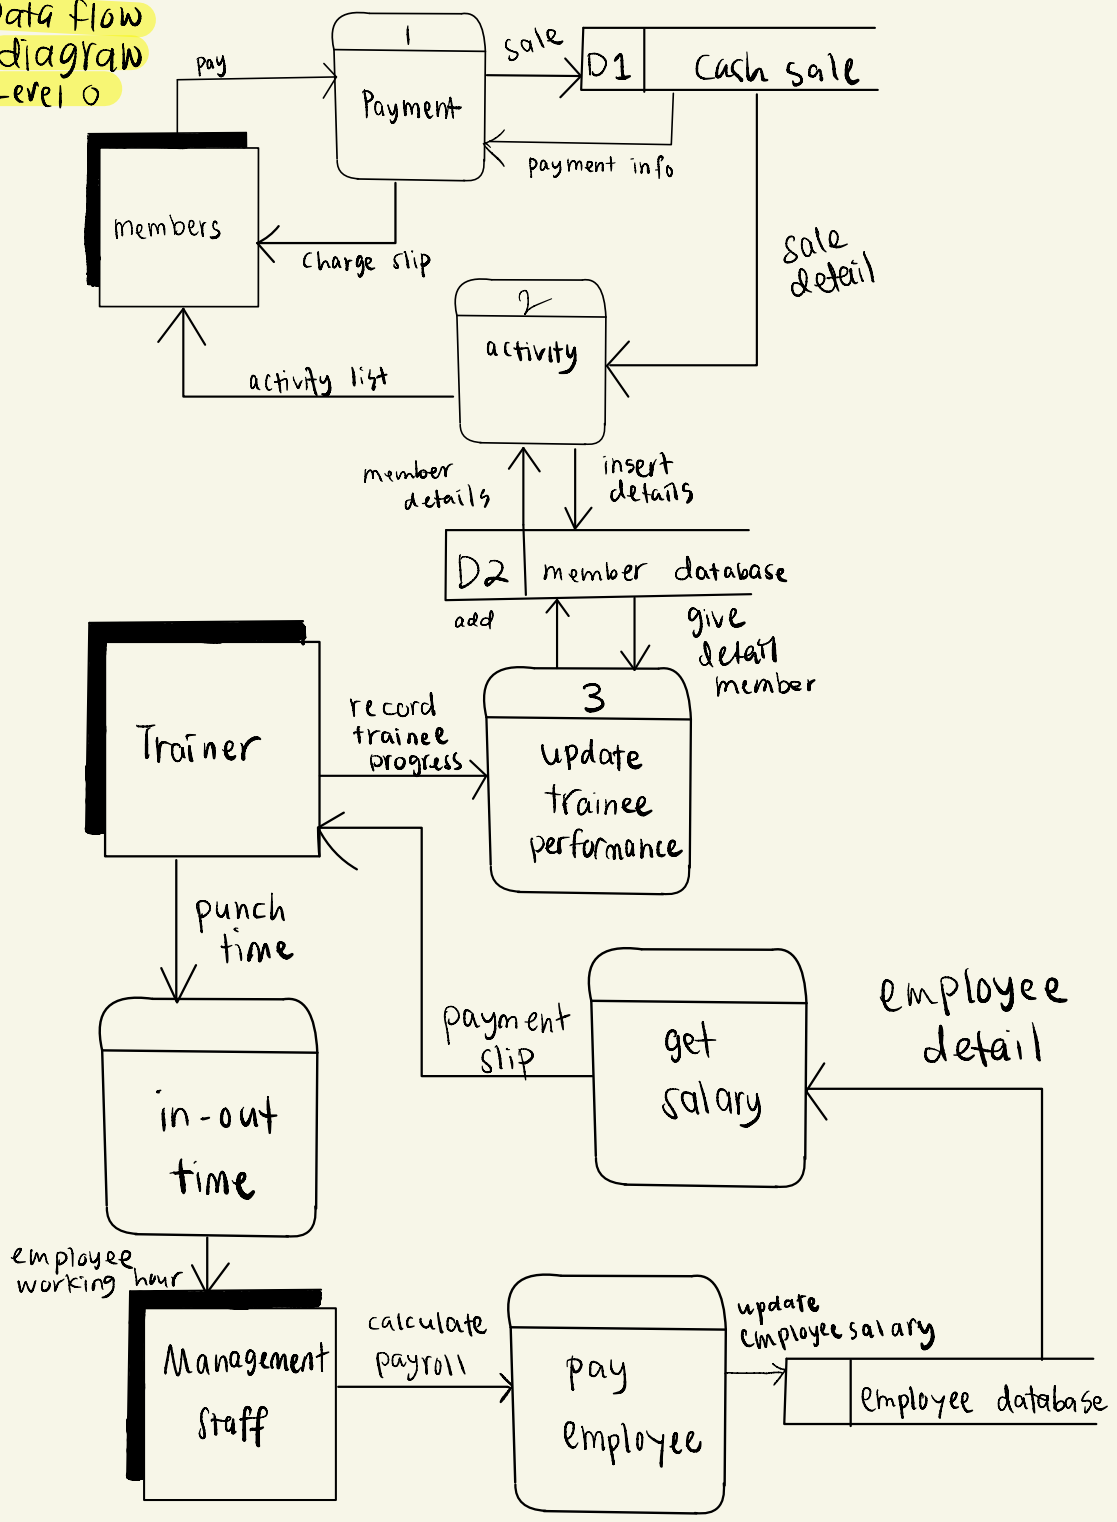 Data flow
diagram
Level 0
pay
1
Payment
sale
D1 Cash sale
payment info
members
charge slip
sale
detail
2
activity
activity list
member
details
insert
details
D2 member database
add
give
detail
member
Trainer
record
trainee
progress
3
update
trainee
performance
punch
time
payment
slip
get
salary
employee
detail
in-out
time
employee
working hour
Management
staff
calculate
payroll
pay
employee
update
employee salary
employee database